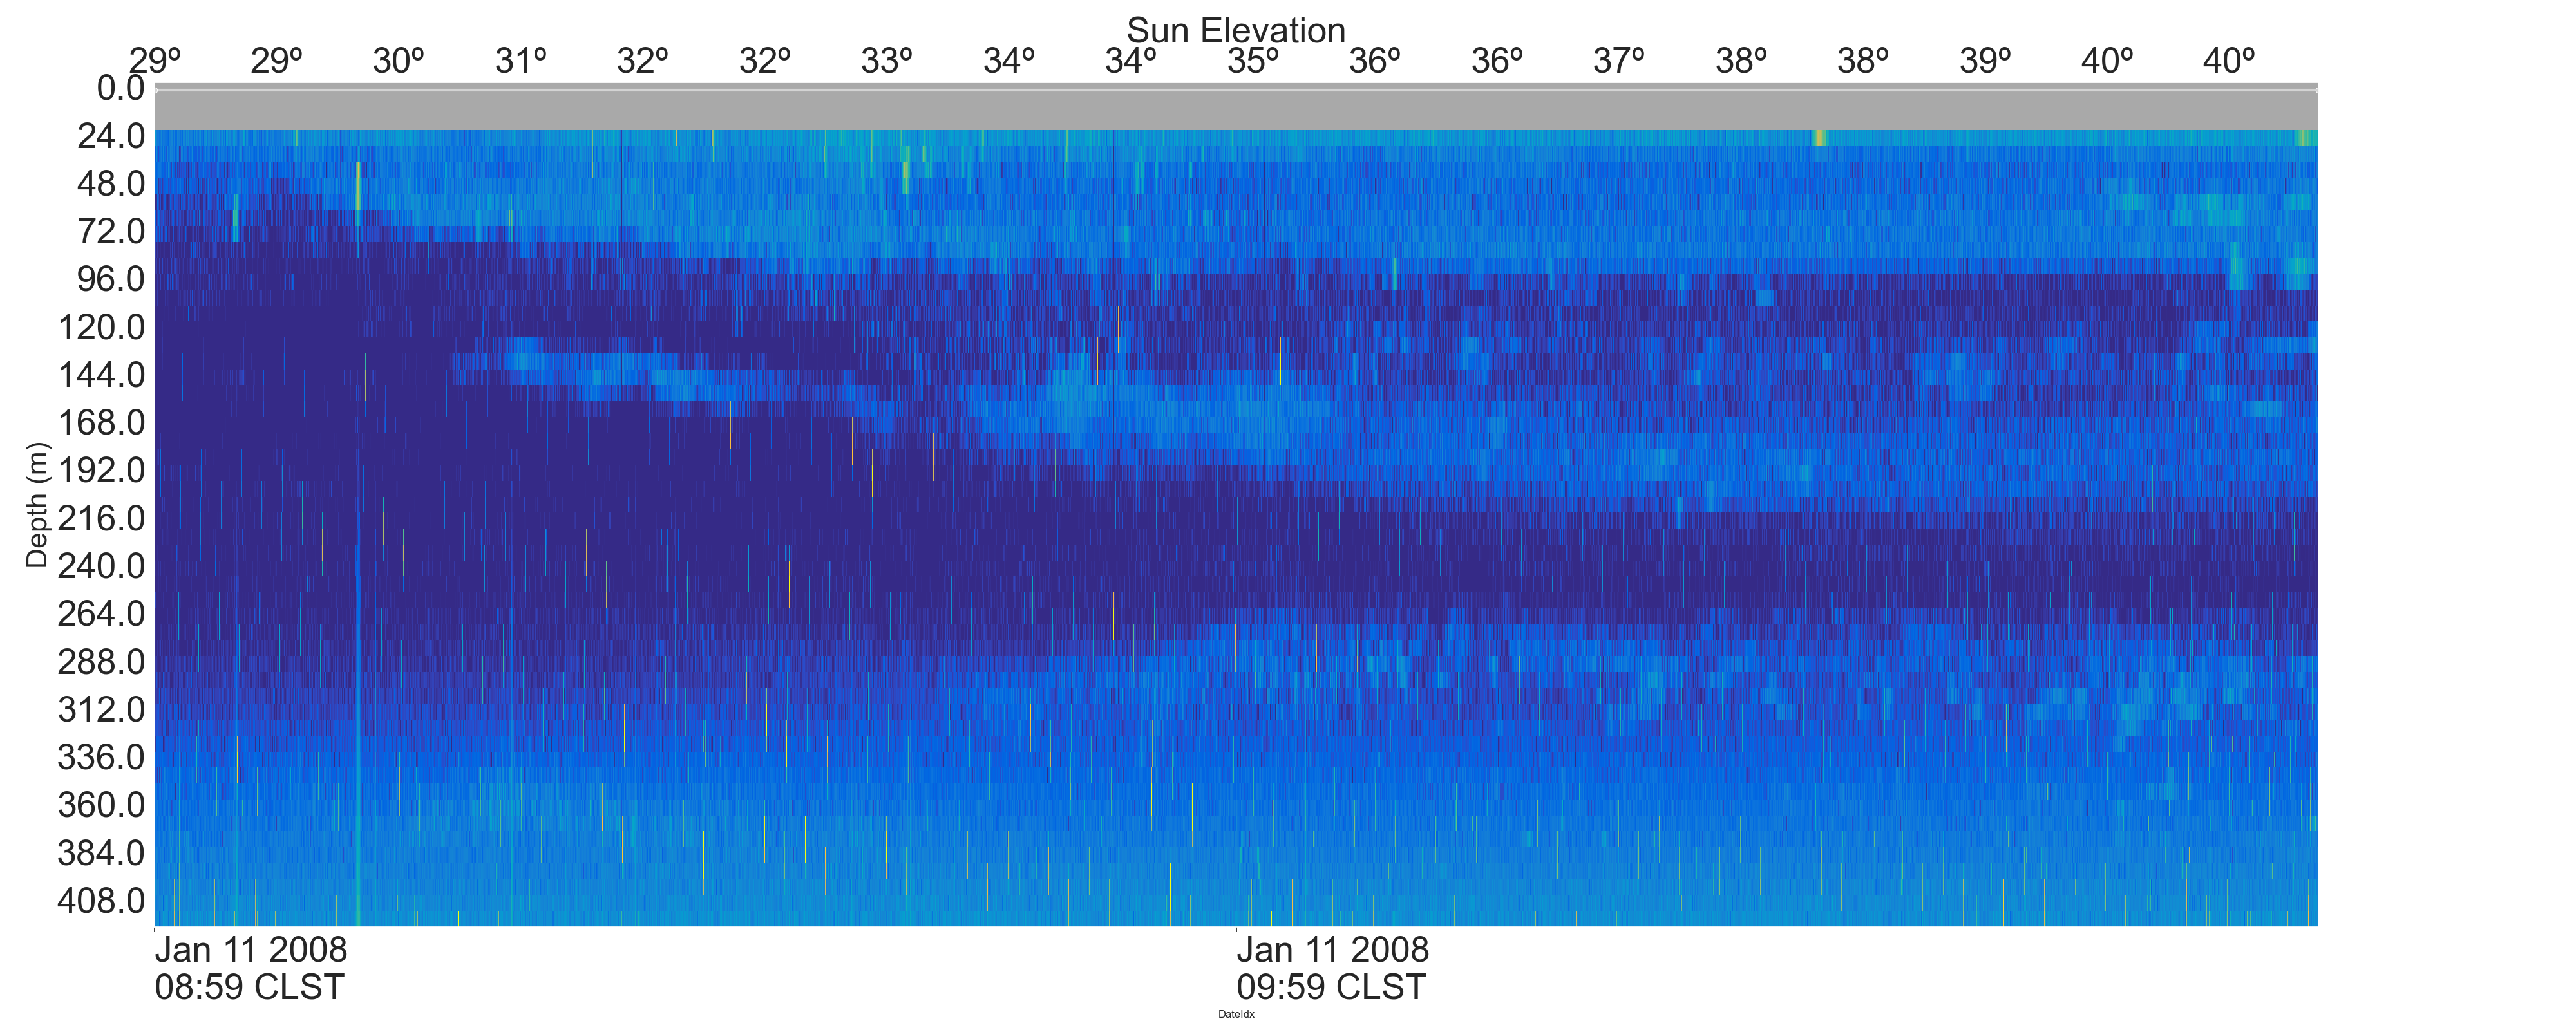 Sun Elevation
29º 29º 30º 31º 32º 32º 33º 34º 34º 35º 36º 36º 37º 38º 38º 39º 40º 40º
0.0
24.0
48.0
72.0
96.0
120.0
144.0
168.0
192.0
216.0
240.0
264.0
288.0
312.0
336.0
360.0
384.0
408.0
Depth (m)
Jan 11 2008
08:59 CLST
Jan 11 2008
09:59 CLST
DateIdx